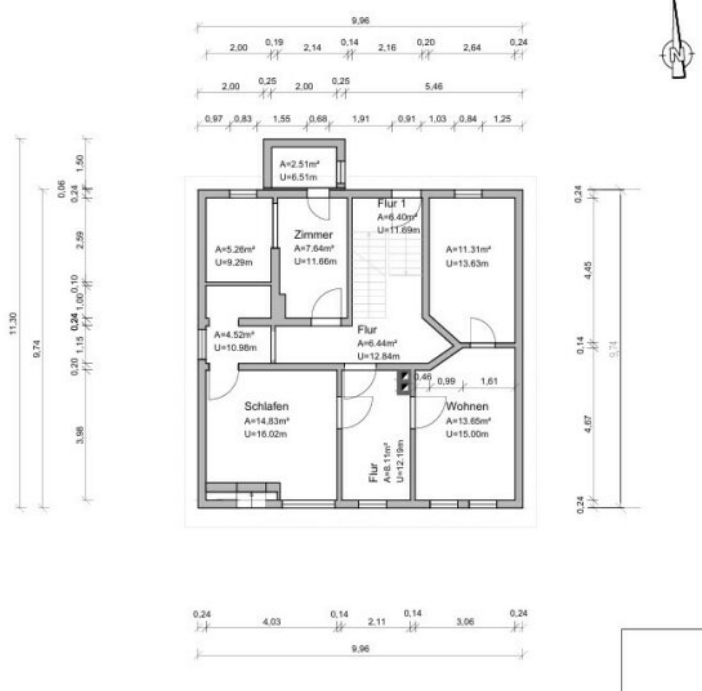 9,96
2,00 0,19 2,14 0,14 2,16 0,20 2,64 0,24
2,00 0,25 2,00 0,25 5,46
0,97 0,83 1,55 0,68 1,91 0,91 1,03 0,84 1,25
N
11,30
9,74
1,50
0,06
0,24
2,59
0,10
1,00
0,24
1,15
0,20
3,98
A=2.51m²
U=6.51m
Flur 1
A=6.40m²
U=11.69m
Zimmer
A=7.64m²
U=11.66m
A=5.26m²
U=9.29m
A=11.31m²
U=13.63m
A=4.52m²
U=10.98m
Flur
A=6.44m²
U=12.84m
0,46 0,99 1,61
Schlafen
A=14,83m²
U=16.02m
Flur
A=8.11m²
U=12.19m
Wohnen
A=13.65m²
U=15.00m
0,24
4,45
0,14
4,67
0,24
9,74
0,24 4,03 0,14 2,11 0,14 3,06 0,24
9,96